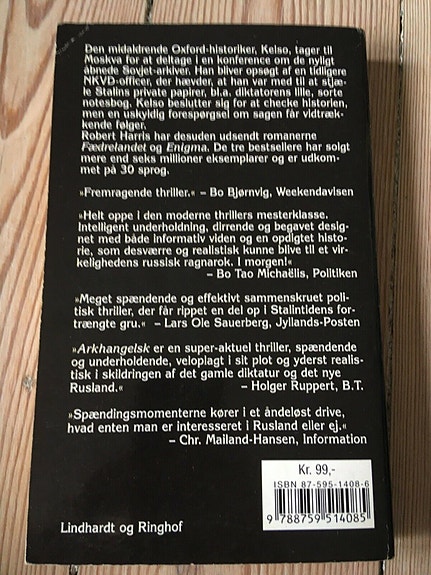 Den midaldrende Oxford-historiker, Kelso, tager til
Moskva for at deltage i en konference om de nyligt
åbnede Sovjet-arkiver. Han bliver opsøgt af en tidligere
NKVD-officer, der hævder, at han var med til at stjæ-
le Stalins private papirer, bl.a. diktatorens lille, sorte
notesbog. Kelso beslutter sig for at checke historien,
men en uskyldig forespørgsel om sagen får vidtræk-
kende følger.
Robert Harris har desuden udsendt romanerne
Fædrelandet og Enigma. De tre bestsellere har solgt
mere end seks millioner eksemplarer og er udkom-
met på 30 sprog.
»Fremragende thriller.« – Bo Bjørnvig, Weekendavisen
»Helt oppe i den moderne thrillers mesterklasse.
Intelligent underholdning, dirrende og begavet desig-
net med både informativ viden og en opdigtet histo-
rie, som desværre og realistisk kunne blive til et vir-
kelighedens russisk ragnarok. I morgen!«
– Bo Tao Michaëlis, Politiken
»Meget spændende og effektivt sammenskruet poli-
tisk thriller, der får rippet en del op i Stalintidens for-
trængte gru.« – Lars Ole Sauerberg, Jyllands-Posten
»Arkhangelsk er en super-aktuel thriller, spændende
og underholdende, veloplagt i sit plot og yderst realis-
tisk i skildringen af det gamle diktatur og det nye
Rusland.« – Holger Ruppert, B.T.
»Spændingsmomenterne kører i et åndeløst drive,
hvad enten man er interesseret i Rusland eller ej.«
– Chr. Mailand-Hansen, Information
Kr. 99,-
ISBN 87-595-1408-6
9 788759 514085
Lindhardt og Ringhof